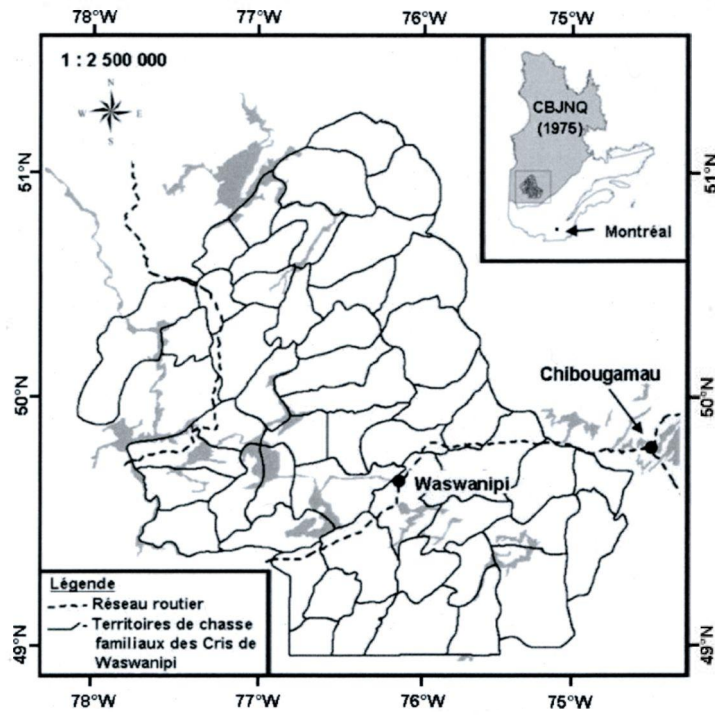 78°W 77°W 76°W 75°W
1 : 2 500 000
N
W E
S
CBJNQ
(1975)
Montréal
51°N 51°N
50°N 50°N
Chibougamau
Waswanipi
Légende
Réseau routier
Territoires de chasse
familiaux des Cris de
Waswanipi
49°N 49°N
78°W 77°W 76°W 75°W